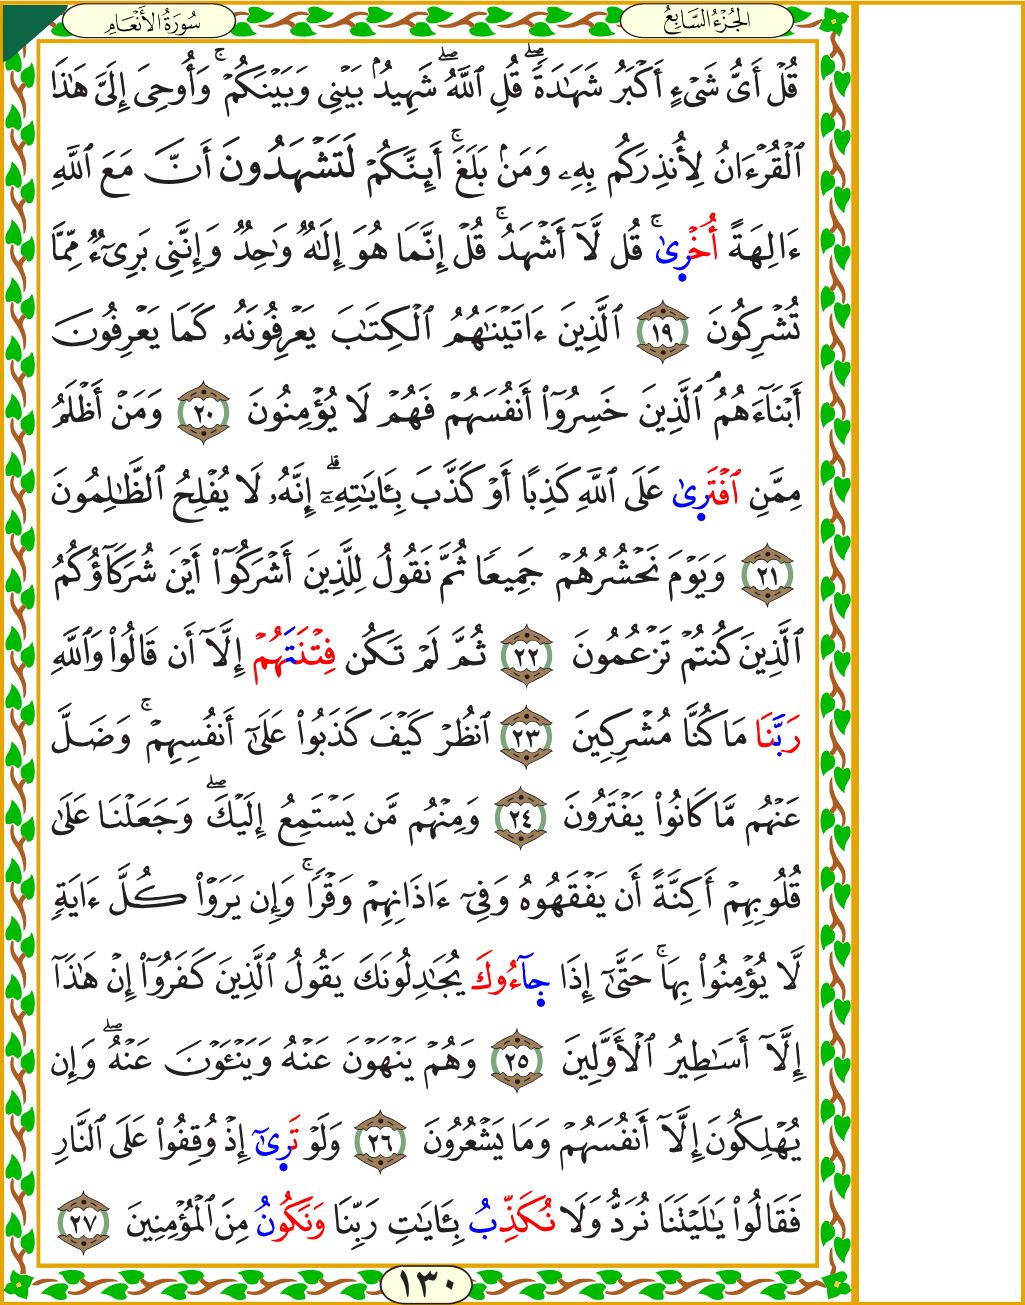 سُورَةُ الأَنْعَامِ
الجُزْءُ السَّابِعُ
قُلْ أَىُّ شَىْءٍ أَكْبَرُ شَهَٰدَةً ۖ قُلِ ٱللَّهُ ۖ شَهِيدُۢ بَيْنِى وَبَيْنَكُمْ ۚ وَأُوحِىَ إِلَىَّ هَٰذَا
ٱلْقُرْءَانُ لِأُنذِرَكُم بِهِۦ وَمَنۢ بَلَغَ ۚ أَئِنَّكُمْ لَتَشْهَدُونَ أَنَّ مَعَ ٱللَّهِ
ءَالِهَةً أُخْرِىٰ ۚ قُل لَّآ أَشْهَدُ ۚ قُلْ إِنَّمَا هُوَ إِلَٰهٌ وَٰحِدٌ وَإِنَّنِى بَرِىٓءٌ مِّمَّا
تُشْرِكُونَ ١٩ ٱلَّذِينَ ءَاتَيْنَٰهُمُ ٱلْكِتَٰبَ يَعْرِفُونَهُۥ كَمَا يَعْرِفُونَ
أَبْنَآءَهُمُ ۘ ٱلَّذِينَ خَسِرُوٓا۟ أَنفُسَهُمْ فَهُمْ لَا يُؤْمِنُونَ ٢٠ وَمَنْ أَظْلَمُ
مِمَّنِ ٱفْتَرِىٰ عَلَى ٱللَّهِ كَذِبًا أَوْ كَذَّبَ بِـَٔايَٰتِهِۦٓ ۗ إِنَّهُۥ لَا يُفْلِحُ ٱلظَّٰلِمُونَ
٢١ وَيَوْمَ نَحْشُرُهُمْ جَمِيعًا ثُمَّ نَقُولُ لِلَّذِينَ أَشْرَكُوٓا۟ أَيْنَ شُرَكَآؤُكُمُ
ٱلَّذِينَ كُنتُمْ تَزْعُمُونَ ٢٢ ثُمَّ لَمْ تَكُن فِتْنَتَهُمْ إِلَّآ أَن قَالُوا۟ وَٱللَّهِ
رَبَّنَا مَا كُنَّا مُشْرِكِينَ ٢٣ ٱنظُرْ كَيْفَ كَذَبُوا۟ عَلَىٰٓ أَنفُسِهِمْ ۚ وَضَلَّ
عَنْهُم مَّا كَانُوا۟ يَفْتَرُونَ ٢٤ وَمِنْهُم مَّن يَسْتَمِعُ إِلَيْكَ ۖ وَجَعَلْنَا عَلَىٰ
قُلُوبِهِمْ أَكِنَّةً أَن يَفْقَهُوهُ وَفِىٓ ءَاذَانِهِمْ وَقْرًا ۚ وَإِن يَرَوْا۟ كُلَّ ءَايَةٍ
لَّا يُؤْمِنُوا۟ بِهَا ۚ حَتَّىٰٓ إِذَا جِآءُوكَ يُجَٰدِلُونَكَ يَقُولُ ٱلَّذِينَ كَفَرُوٓا۟ إِنْ هَٰذَآ
إِلَّآ أَسَٰطِيرُ ٱلْأَوَّلِينَ ٢٥ وَهُمْ يَنْهَوْنَ عَنْهُ وَيَنْـَٔوْنَ عَنْهُ ۖ وَإِن
يُهْلِكُونَ إِلَّآ أَنفُسَهُمْ وَمَا يَشْعُرُونَ ٢٦ وَلَوْ تَرِىٰٓ إِذْ وُقِفُوا۟ عَلَى ٱلنَّارِ
فَقَالُوا۟ يَٰلَيْتَنَا نُرَدُّ وَلَا نُكَذِّبُ بِـَٔايَٰتِ رَبِّنَا وَنَكُونُ مِنَ ٱلْمُؤْمِنِينَ ٢٧
١٣٠